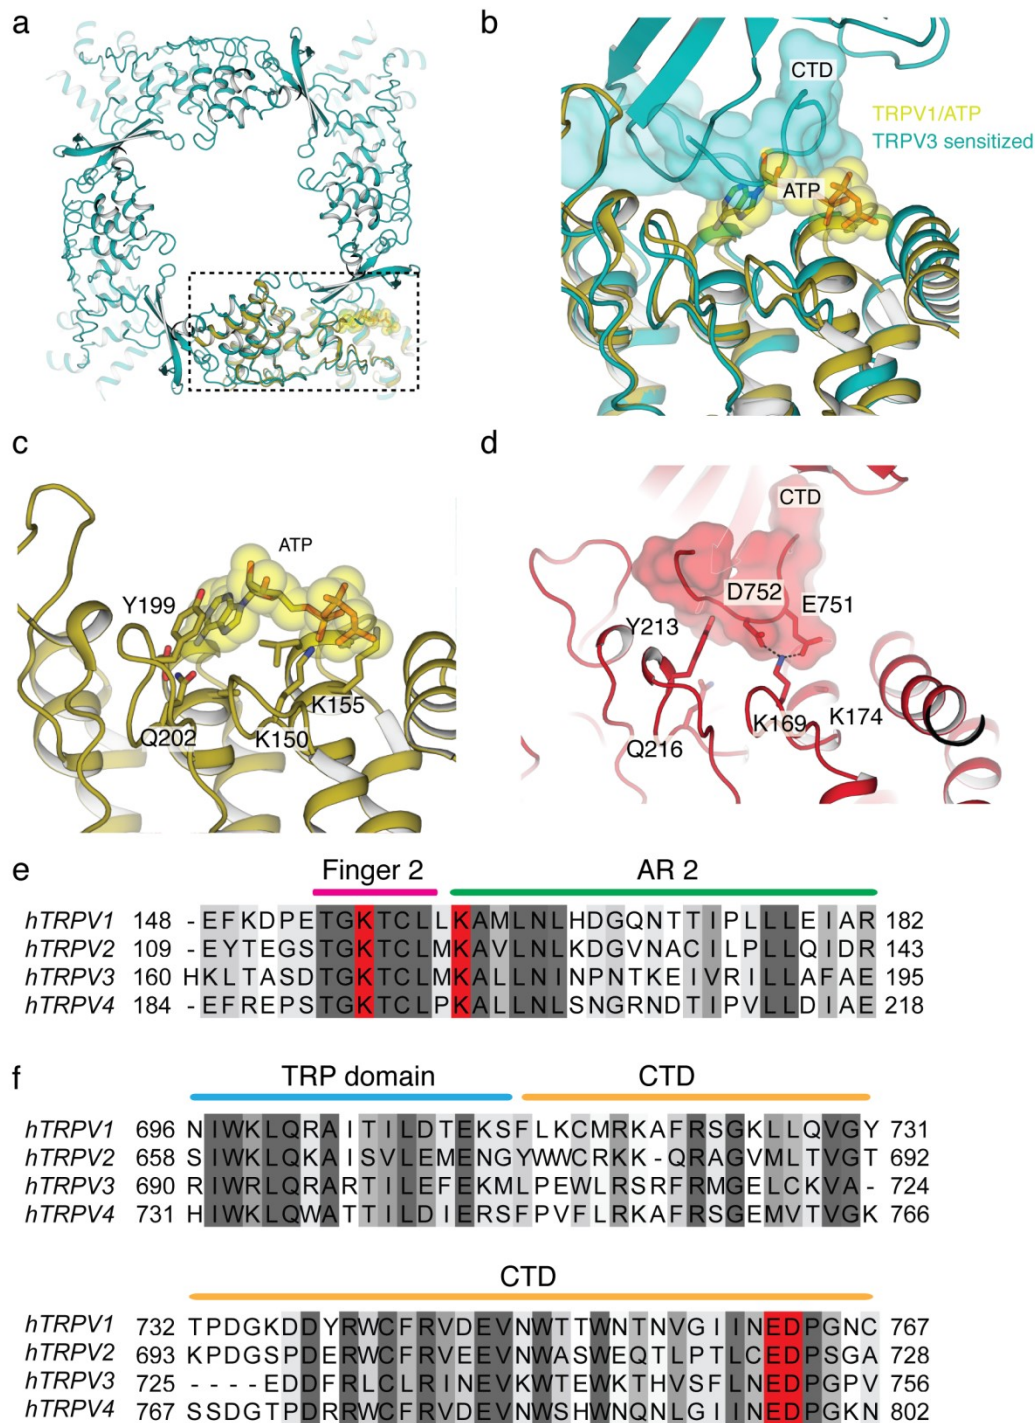 a
b
CTD
TRPV1/ATP
TRPV3 sensitized
ATP
c
d
ATP
Y199
K155
Q202
K150
CTD
D752
E751
Y213
K169
K174
Q216
e
Finger 2 AR 2
hTRPV1 148 -EFKDPETGKTCLLKAMLNLHDGQNTTIPLLLEIAR 182
hTRPV2 109 -EYTEGSTGKTCLMKAVLNLKDGVNACILPLLQIDR 143
hTRPV3 160 HKLTASDTGKTCLMKALLNINPNTKEIVRILLAFAE 195
hTRPV4 184 -EFREPSTGKTCLPKALLNLSNGRNDTIPVLLDIAE 218
f
TRP domain CTD
hTRPV1 696 NIWKLQRAITILDTEKSFLKCMRKAFRSGKLLQVGY 731
hTRPV2 658 SIWKLQKAISVLEMENGYWWCRKK-QRAGVMLTVGT 692
hTRPV3 690 RIWRLQRARTILEFEKMLPEWLRSRFRMGELCKVA- 724
hTRPV4 731 HIWKLQWATTILDIERSFPVFLRKAFRSGEMVTVGK 766
CTD
hTRPV1 732 TPDGKDDYRWCFRVDEVNWTTWNTNVGIINEDPGNC 767
hTRPV2 693 KPDGSPDERWCFRVEEVNWASWEQTLPTLCEDPSGA 728
hTRPV3 725 ----EDDFRLCLRINEVKWTEWKTHVSFLNEDPGPV 756
hTRPV4 767 SSDGTPDRRWCFRVDEVNWSHWNQNLGIINEDPGKN 802